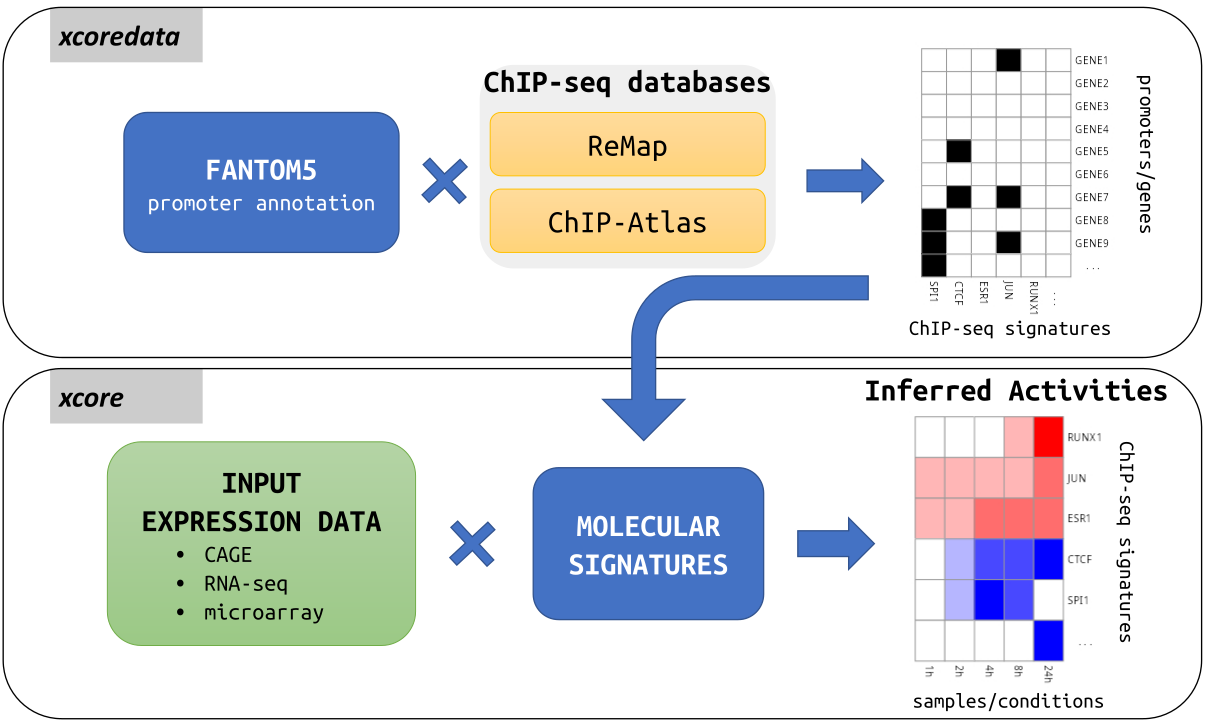 xcoredata
FANTOM5
promoter annotation
ChIP-seq databases
ReMap
ChIP-Atlas
GENE1
GENE2
GENE3
GENE4
GENE5
GENE6
GENE7
GENE8
GENE9
...
promoters/genes
SPI1
CTCF
ESR1
JUN
RUNX1
...
ChIP-seq signatures
xcore
INPUT
EXPRESSION DATA
• CAGE
• RNA-seq
• microarray
MOLECULAR
SIGNATURES
Inferred Activities
RUNX1
JUN
ESR1
CTCF
SPI1
...
ChIP-seq signatures
1h
2h
4h
8h
24h
samples/conditions